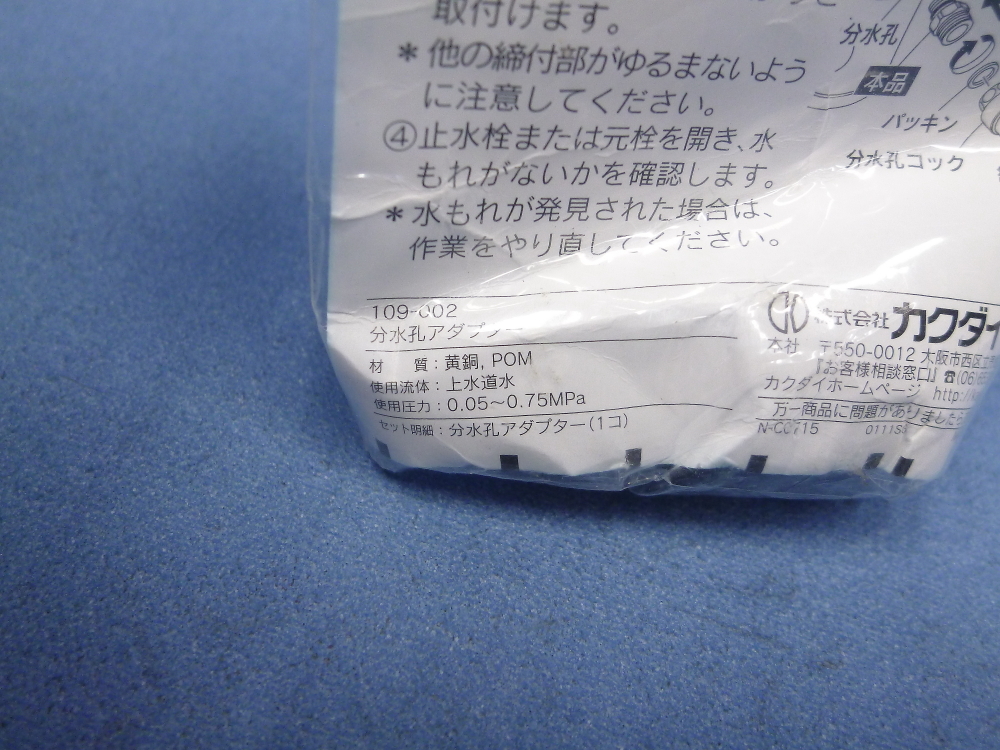 取付けます。
＊他の締付部がゆるまないよう
に注意してください。
④止水栓または元栓を開き、水
もれがないかを確認します。
＊水もれが発見された場合は、
作業をやり直してください。
分水孔
本品
パッキン
分水孔コック
109-002
分水孔アダプター
材　質：黄銅, POM
使用流体：上水道水
使用圧力：0.05～0.75MPa
セット明細：分水孔アダプター(1コ)
株式会社カクダイ
本社 〒550-0012 大阪市西区立
『お客様相談窓口』☎(06)
カクダイホームページ http://k
万一商品に問題がありましたら